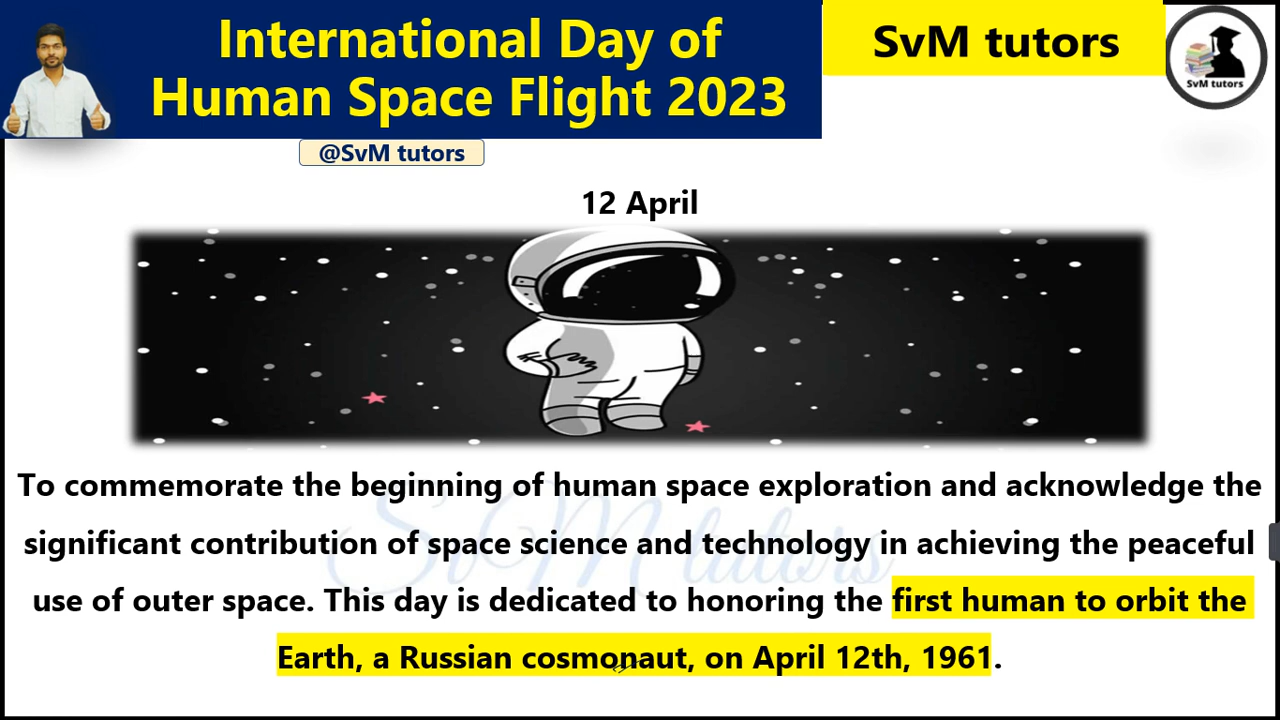 International Day of
Human Space Flight 2023
SvM tutors
SvM tutors
@SvM tutors
12 April
To commemorate the beginning of human space exploration and acknowledge the
significant contribution of space science and technology in achieving the peaceful
use of outer space. This day is dedicated to honoring the first human to orbit the
Earth, a Russian cosmonaut, on April 12th, 1961.
SvM tutors